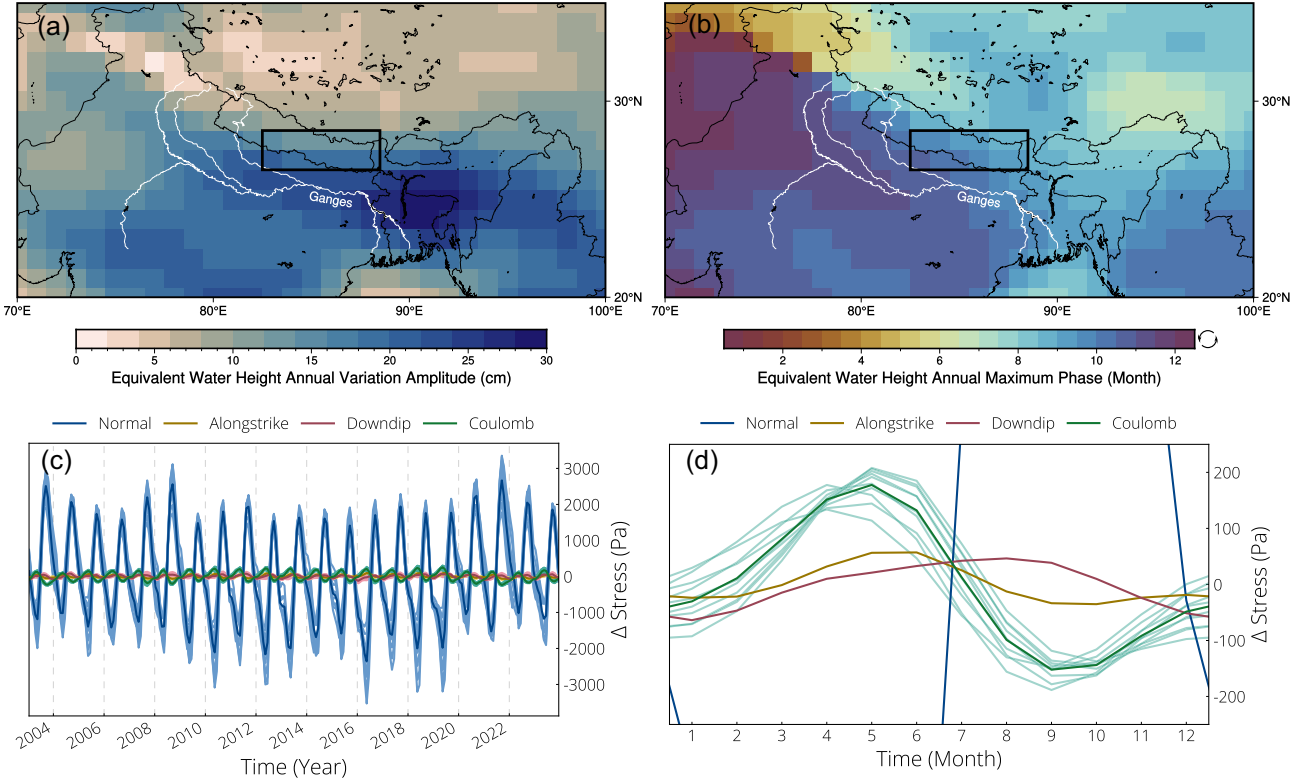 (a)
(b)
Ganges
Ganges
30°N
30°N
20°N
20°N
70°E
80°E
90°E
100°E
70°E
80°E
90°E
100°E
0 5 10 15 20 25 30
2 4 6 8 10 12
Equivalent Water Height Annual Variation Amplitude (cm)
Equivalent Water Height Annual Maximum Phase (Month)
Normal Alongstrike Downdip Coulomb
Normal Alongstrike Downdip Coulomb
(c)
3000
2000
1000
0
-1000
-2000
-3000
Δ Stress (Pa)
2004 2006 2008 2010 2012 2014 2016 2018 2020 2022
Time (Year)
(d)
200
100
0
-100
-200
Δ Stress (Pa)
1 2 3 4 5 6 7 8 9 10 11 12
Time (Month)